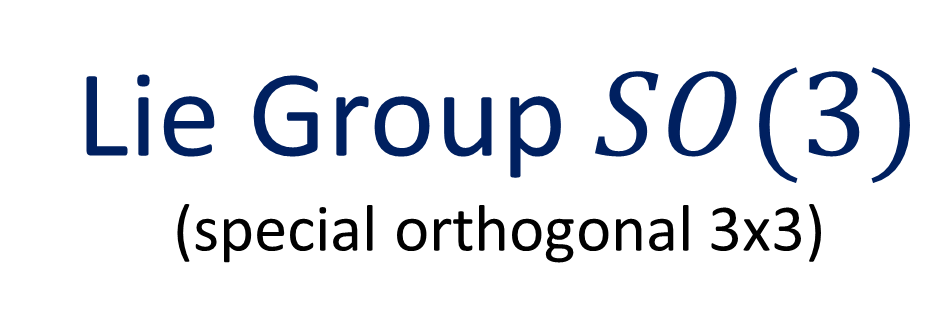 Lie Group 𝑆𝑂(3)
(special orthogonal 3x3)